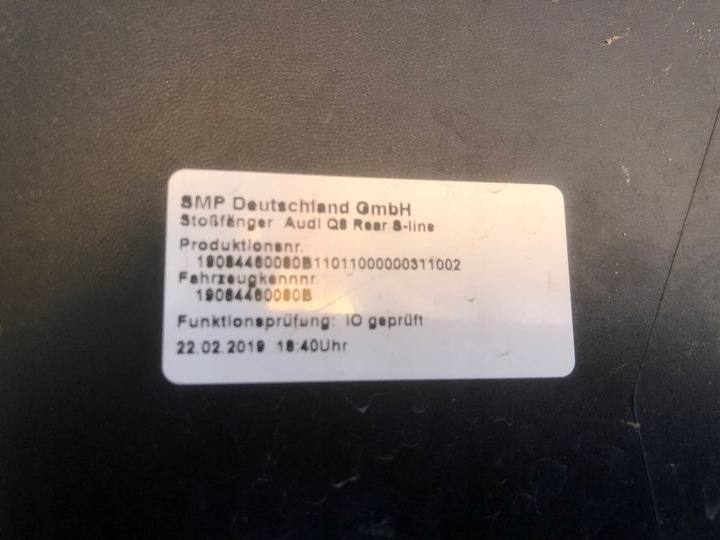 SMP Deutschland GmbH
Stoßfänger Audi Q8 Rear S-line
Produktionsnr.
19084460080B11011000000311002
Fahrzeugkennnr.
19084460080B
Funktionsprüfung: IO geprüft
22.02.2019 18:40Uhr